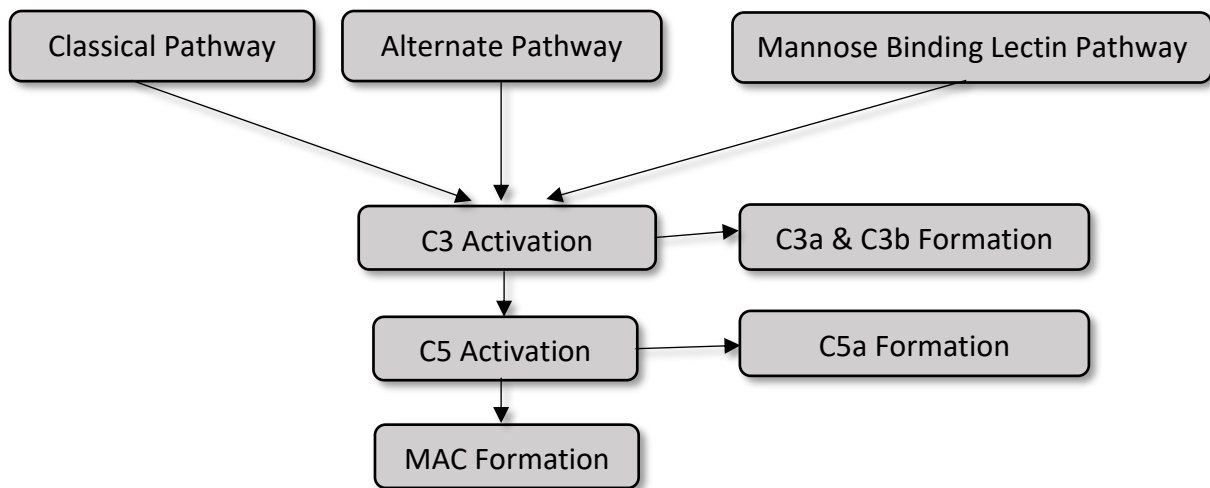 Classical Pathway
Alternate Pathway
Mannose Binding Lectin Pathway
C3 Activation
C3a & C3b Formation
C5 Activation
C5a Formation
MAC Formation